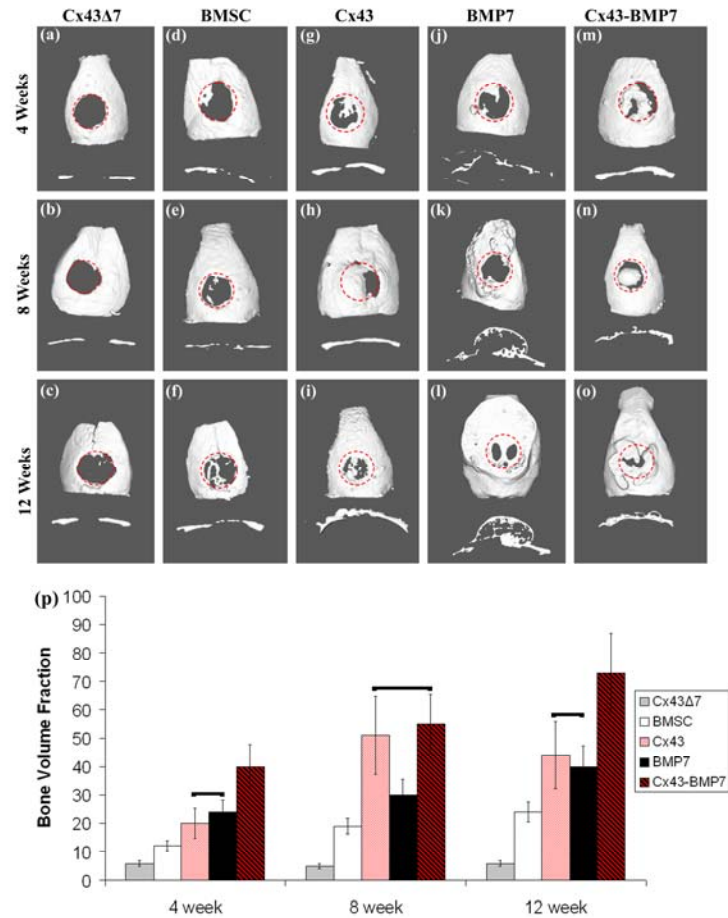 Cx43Δ7 BMSC Cx43 BMP7 Cx43-BMP7
4 Weeks
(a) (d) (g) (j) (m)
8 Weeks
(b) (e) (h) (k) (n)
12 Weeks
(c) (f) (i) (l) (o)
(p)
Bone Volume Fraction
100
90
80
70
60
50
40
30
20
10
0
4 week 8 week 12 week
Cx43Δ7
BMSC
Cx43
BMP7
Cx43-BMP7